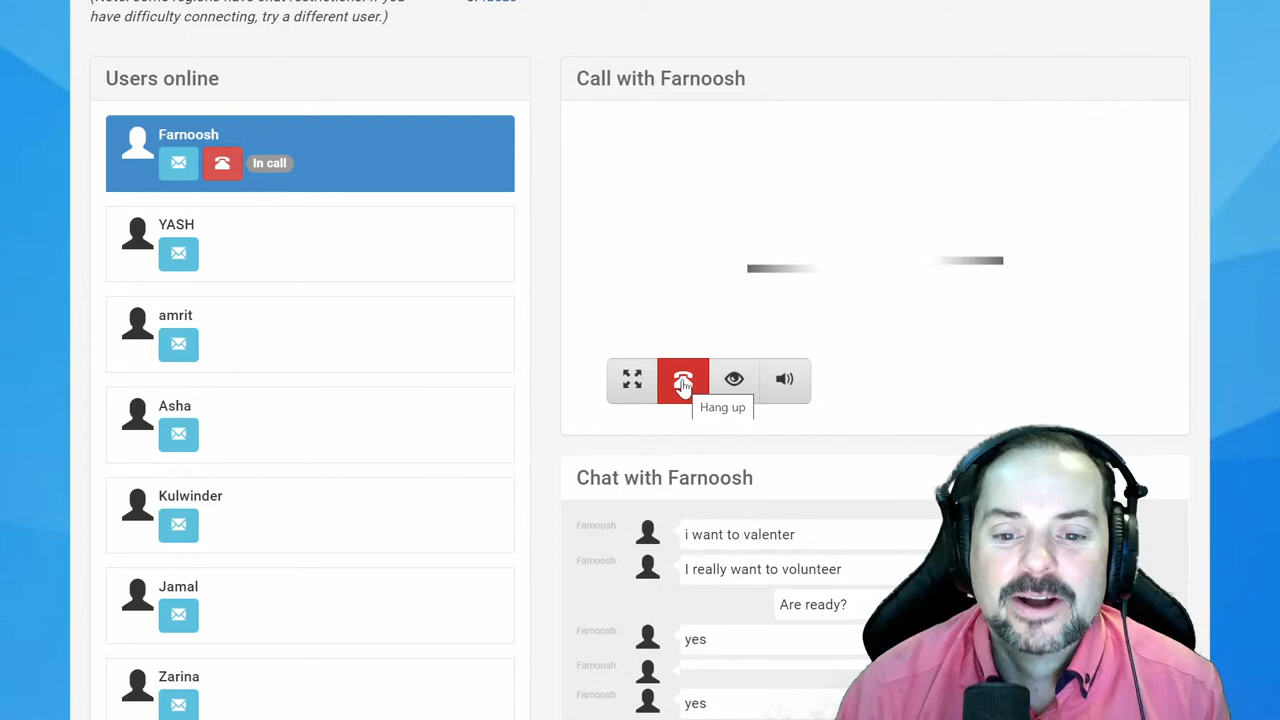 have difficulty connecting, try a different user.)
Users online
Farnoosh
In call
YASH
amrit
Asha
Kulwinder
Jamal
Zarina
Call with Farnoosh
Hang up
Chat with Farnoosh
Farnoosh
i want to valenter
Farnoosh
I really want to volunteer
Are ready?
Farnoosh
yes
Farnoosh
Farnoosh
yes